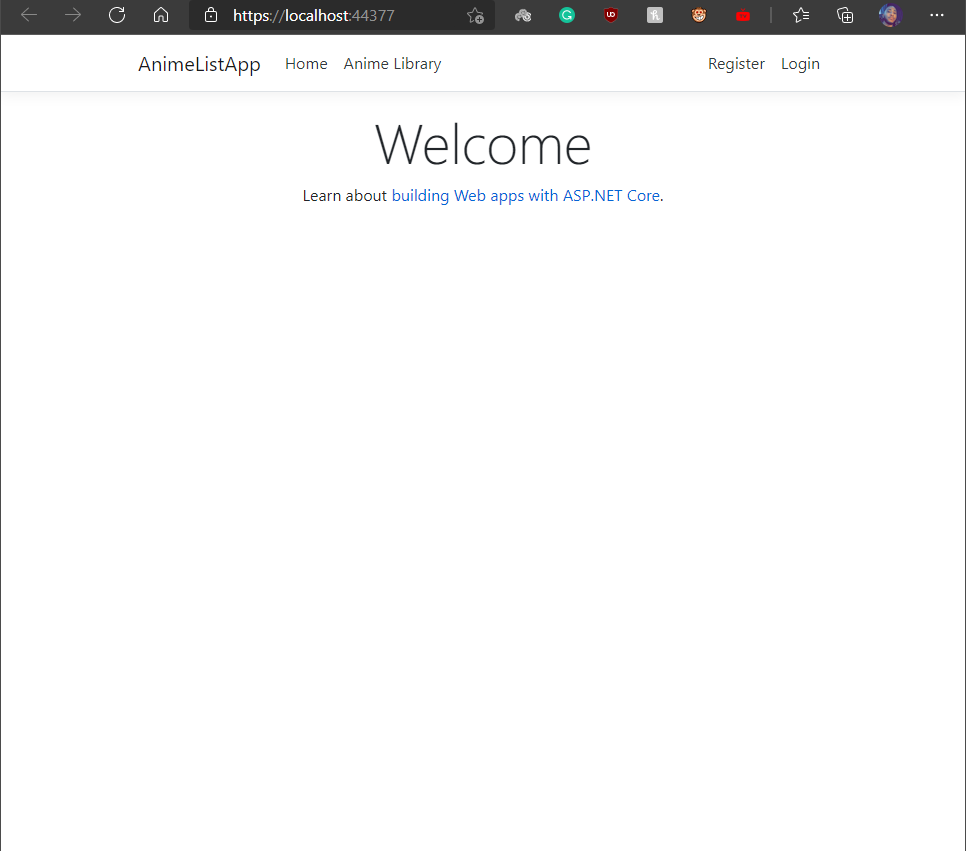 https://localhost:44377
AnimeListApp Home Anime Library Register Login
Welcome
Learn about building Web apps with ASP.NET Core.